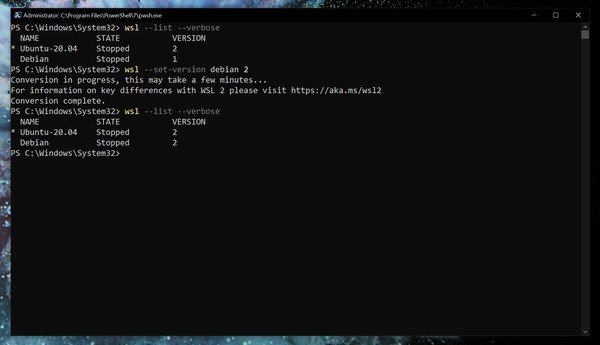 Administrator: C:\Program Files\PowerShell\7\pwsh.exe
PS C:\Windows\System32> wsl --list --verbose
  NAME            STATE           VERSION
* Ubuntu-20.04    Stopped         2
  Debian          Stopped         1
PS C:\Windows\System32> wsl --set-version debian 2
Conversion in progress, this may take a few minutes...
For information on key differences with WSL 2 please visit https://aka.ms/wsl2
Conversion complete.
PS C:\Windows\System32> wsl --list --verbose
  NAME            STATE           VERSION
* Ubuntu-20.04    Stopped         2
  Debian          Stopped         2
PS C:\Windows\System32>